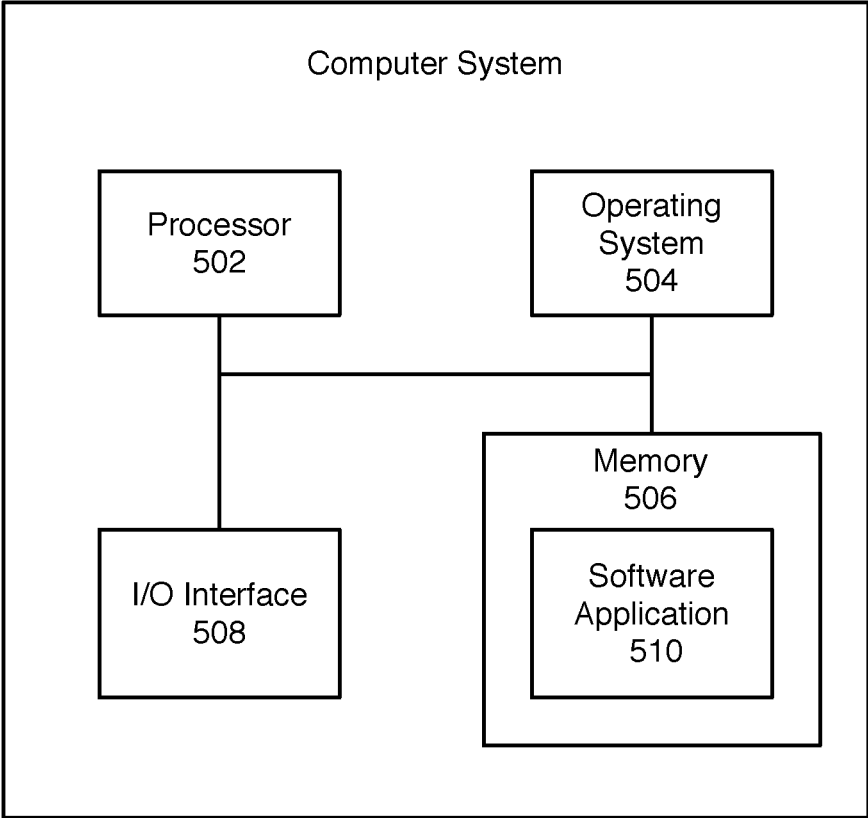 Computer System
Processor
502
Operating
System
504
Memory
506
I/O Interface
508
Software
Application
510